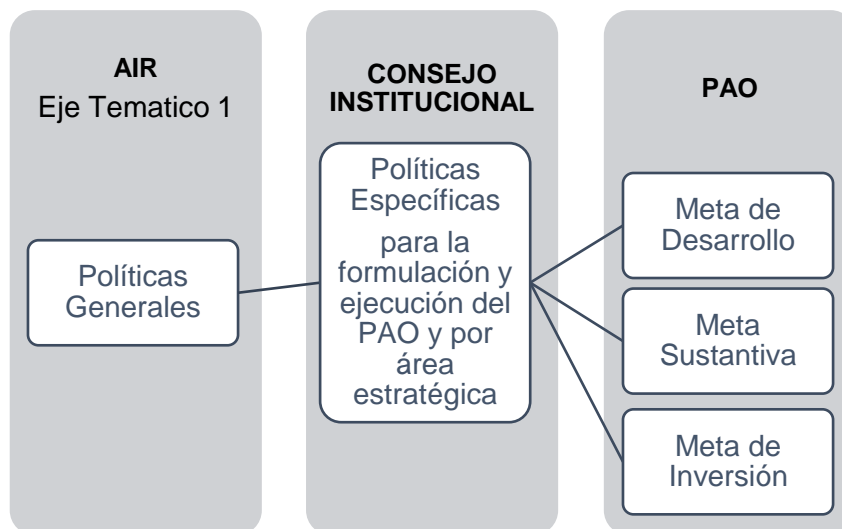 AIR
Eje Tematico 1
Políticas
Generales
CONSEJO
INSTITUCIONAL
Políticas
Específicas
para la
formulación y
ejecución del
PAO y por
área
estratégica
PAO
Meta de
Desarrollo
Meta
Sustantiva
Meta de
Inversión